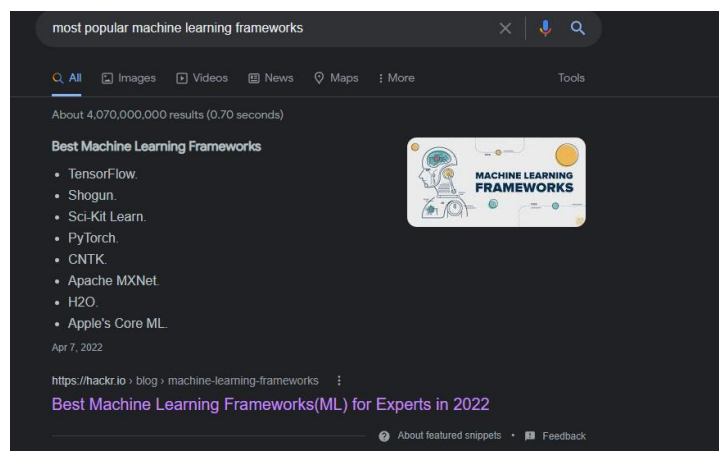 most popular machine learning frameworks
All Images Videos News Maps More Tools
About 4,070,000,000 results (0.70 seconds)
Best Machine Learning Frameworks
MACHINE LEARNING
FRAMEWORKS
• TensorFlow.
• Shogun.
• Sci-Kit Learn.
• PyTorch.
• CNTK.
• Apache MXNet.
• H2O.
• Apple's Core ML.
Apr 7, 2022
https://hackr.io › blog › machine-learning-frameworks
Best Machine Learning Frameworks(ML) for Experts in 2022
About featured snippets • Feedback